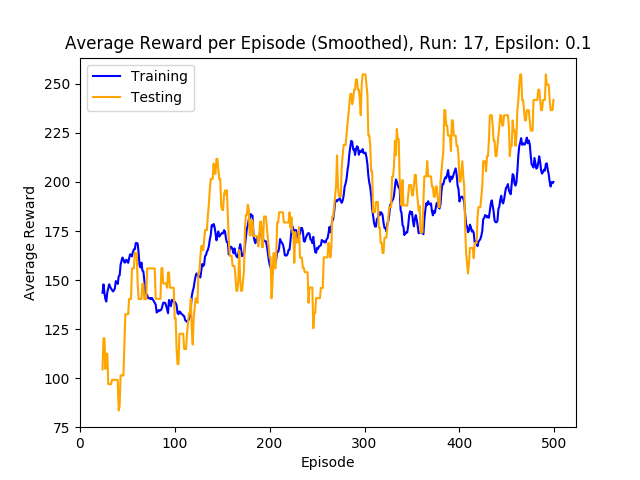 Average Reward per Episode (Smoothed), Run: 17, Epsilon: 0.1
Training
Testing
250
225
200
175
150
125
100
75
Average Reward
0 100 200 300 400 500
Episode